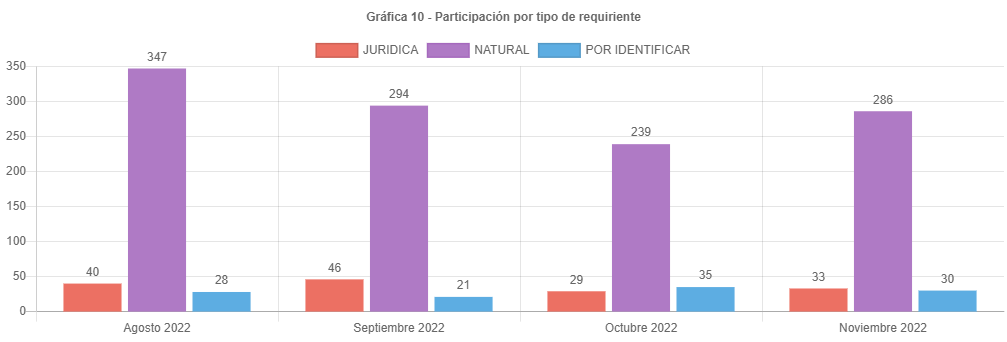 Gráfica 10 - Participación por tipo de requiriente
JURIDICA NATURAL POR IDENTIFICAR
350
300
250
200
150
100
50
0
40 347 28
46 294 21
29 239 35
33 286 30
Agosto 2022 Septiembre 2022 Octubre 2022 Noviembre 2022